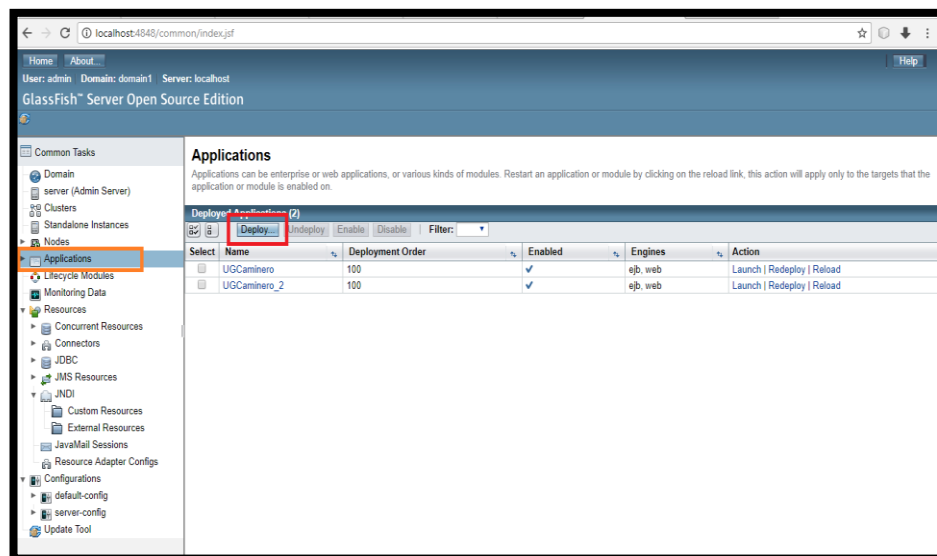 localhost:4848/common/index.jsf
Home About...
Help
User: admin Domain: domain1 Server: localhost
GlassFish™ Server Open Source Edition
Common Tasks
Domain
server (Admin Server)
Clusters
Standalone Instances
Nodes
Applications
Lifecycle Modules
Monitoring Data
Resources
Concurrent Resources
Connectors
JDBC
JMS Resources
JNDI
Custom Resources
External Resources
JavaMail Sessions
Resource Adapter Configs
Configurations
default-config
server-config
Update Tool
Applications
Applications can be enterprise or web applications, or various kinds of modules. Restart an application or module by clicking on the reload link, this action will apply only to the targets that the
application or module is enabled on.
Deployed Applications (2)
Deploy... Undeploy Enable Disable Filter:
Select Name Deployment Order Enabled Engines Action
UGCaminero 100 ejb, web Launch | Redeploy | Reload
UGCaminero_2 100 ejb, web Launch | Redeploy | Reload